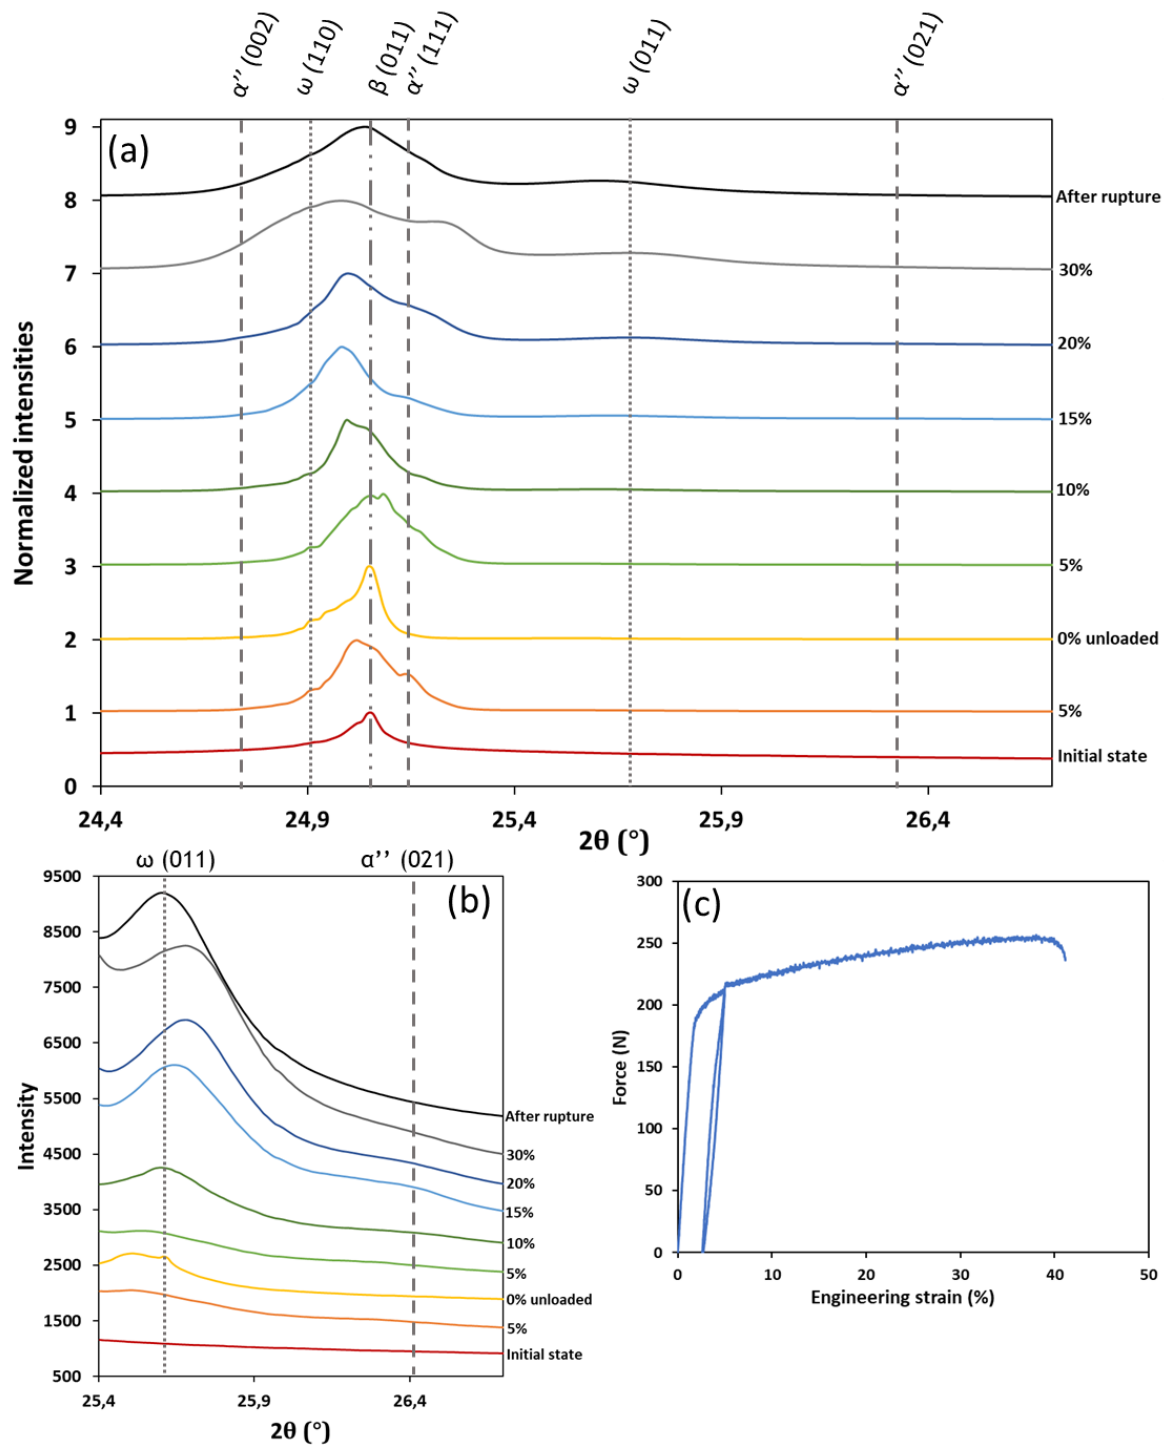 α’’ (002)
ω (110)
β (011)
α’’ (111)
ω (011)
α’’ (021)
(a)
9
8
7
6
5
4
3
2
1
0
Normalized intensities
After rupture
30%
20%
15%
10%
5%
0% unloaded
5%
Initial state
24,4
24,9
25,4
25,9
26,4
2θ (°)
ω (011)
α’’ (021)
(b)
9500
8500
7500
6500
5500
4500
3500
2500
1500
500
Intensity
After rupture
30%
20%
15%
10%
5%
0% unloaded
5%
Initial state
25,4
25,9
26,4
2θ (°)
(c)
300
250
200
150
100
50
0
Force (N)
0
10
20
30
40
50
Engineering strain (%)